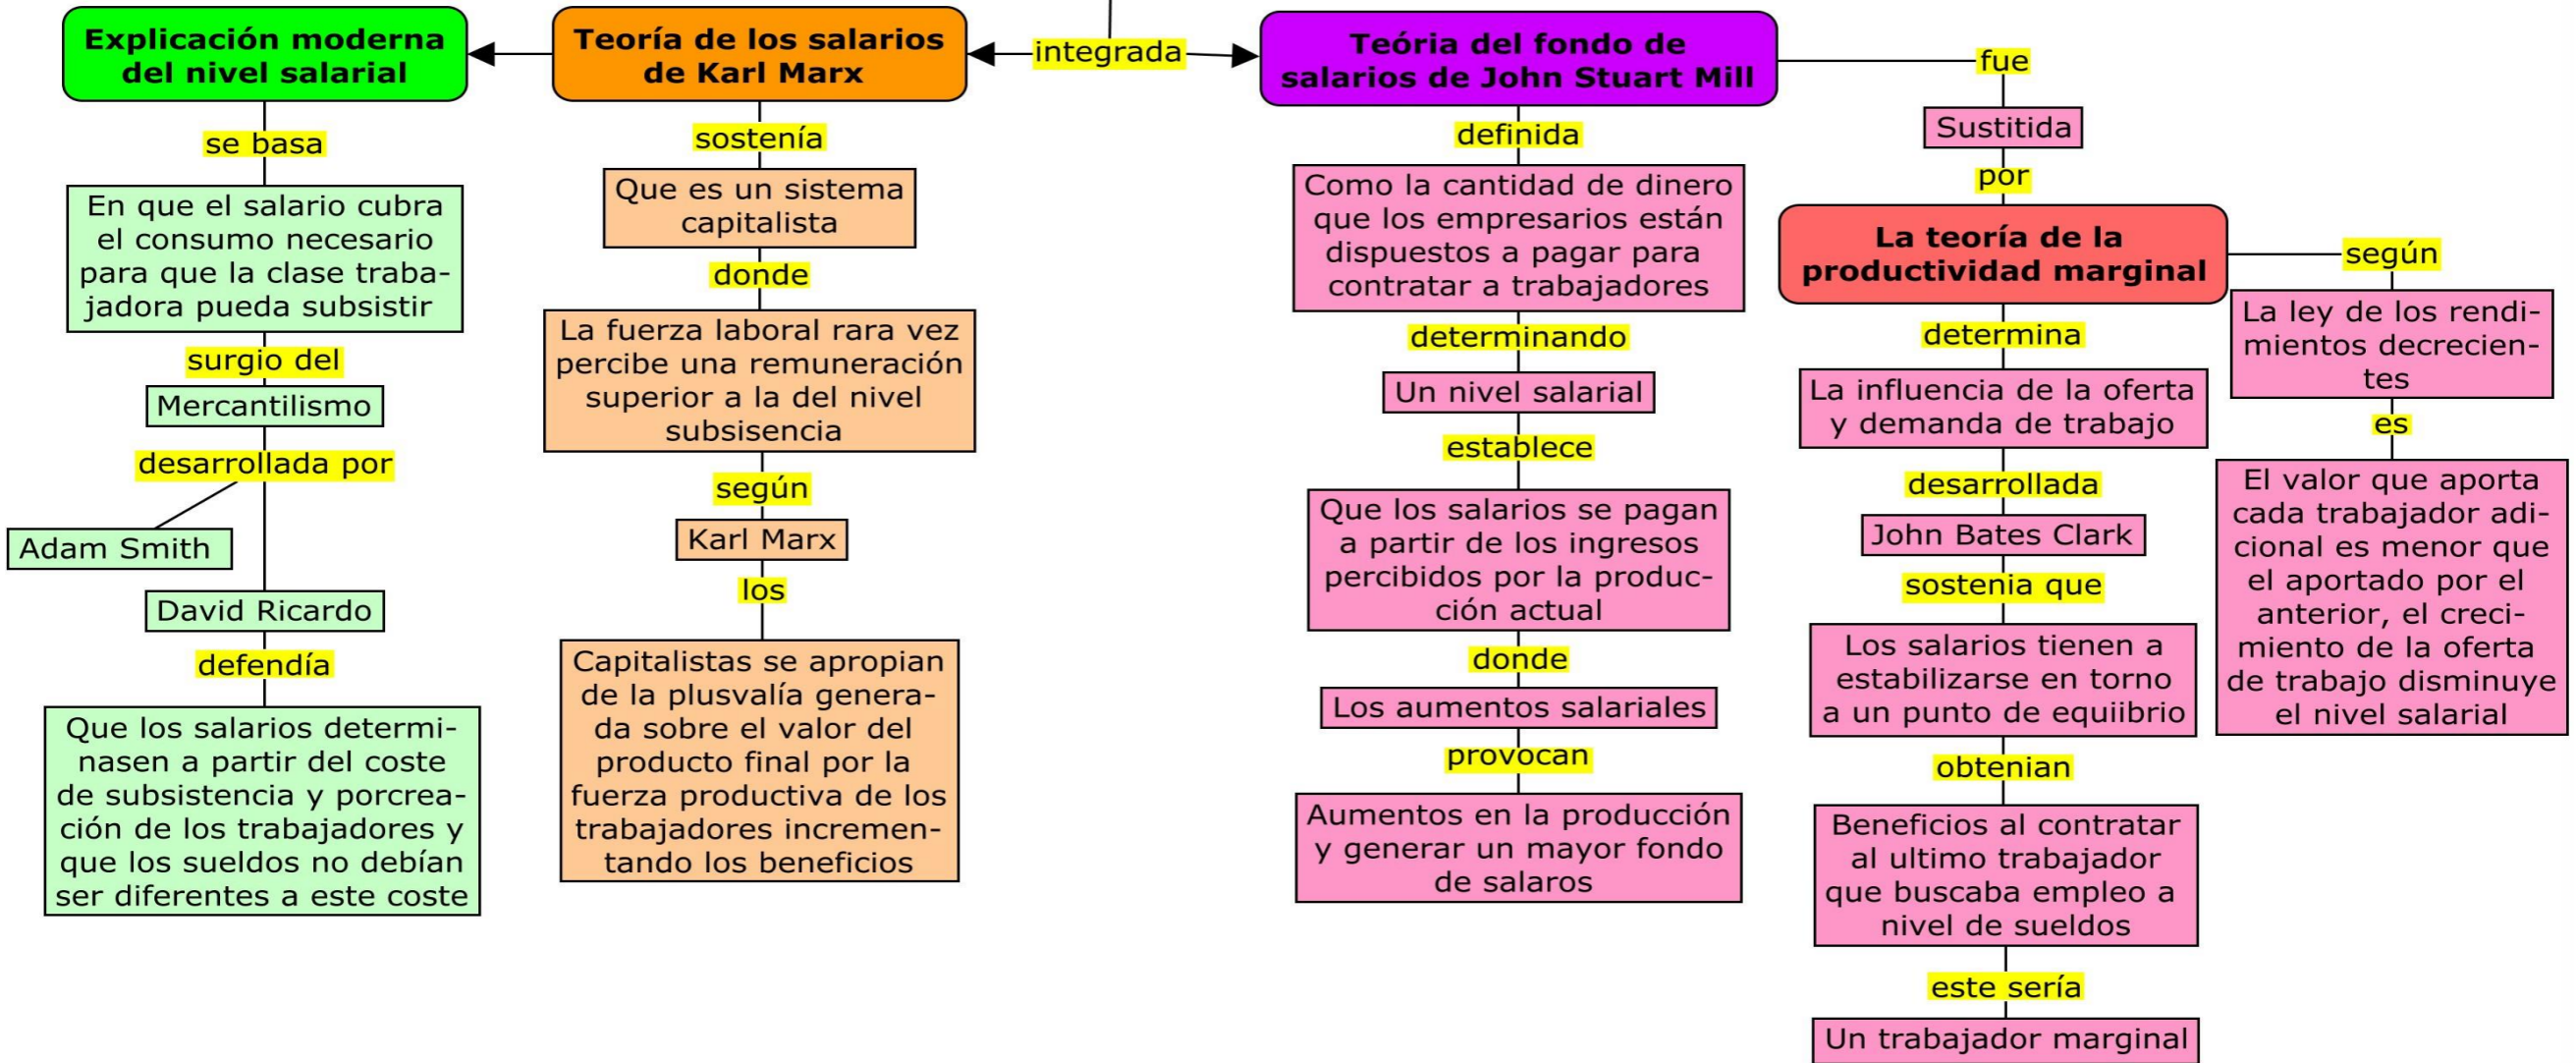 Explicación moderna
del nivel salarial
se basa
En que el salario cubra
el consumo necesario
para que la clase traba-
jadora pueda subsistir
surgio del
Mercantilismo
desarrollada por
Adam Smith
David Ricardo
defendía
Que los salarios determi-
nasen a partir del coste
de subsistencia y porcrea-
ción de los trabajadores y
que los sueldos no debían
ser diferentes a este coste
Teoría de los salarios
de Karl Marx
sostenía
Que es un sistema
capitalista
donde
La fuerza laboral rara vez
percibe una remuneración
superior a la del nivel
subsisencia
según
Karl Marx
los
Capitalistas se apropian
de la plusvalía genera-
da sobre el valor del
producto final por la
fuerza productiva de los
trabajadores incremen-
tando los beneficios
integrada
Teória del fondo de
salarios de John Stuart Mill
definida
Como la cantidad de dinero
que los empresarios están
dispuestos a pagar para
contratar a trabajadores
determinando
Un nivel salarial
establece
Que los salarios se pagan
a partir de los ingresos
percibidos por la produc-
ción actual
donde
Los aumentos salariales
provocan
Aumentos en la producción
y generar un mayor fondo
de salaros
fue
Sustitida
por
La teoría de la
productividad marginal
determina
La influencia de la oferta
y demanda de trabajo
desarrollada
John Bates Clark
sostenia que
Los salarios tienen a
estabilizarse en torno
a un punto de equiibrio
obtenian
Beneficios al contratar
al ultimo trabajador
que buscaba empleo a
nivel de sueldos
este sería
Un trabajador marginal
según
La ley de los rendi-
mientos decrecien-
tes
es
El valor que aporta
cada trabajador adi-
cional es menor que
el aportado por el
anterior, el creci-
miento de la oferta
de trabajo disminuye
el nivel salarial